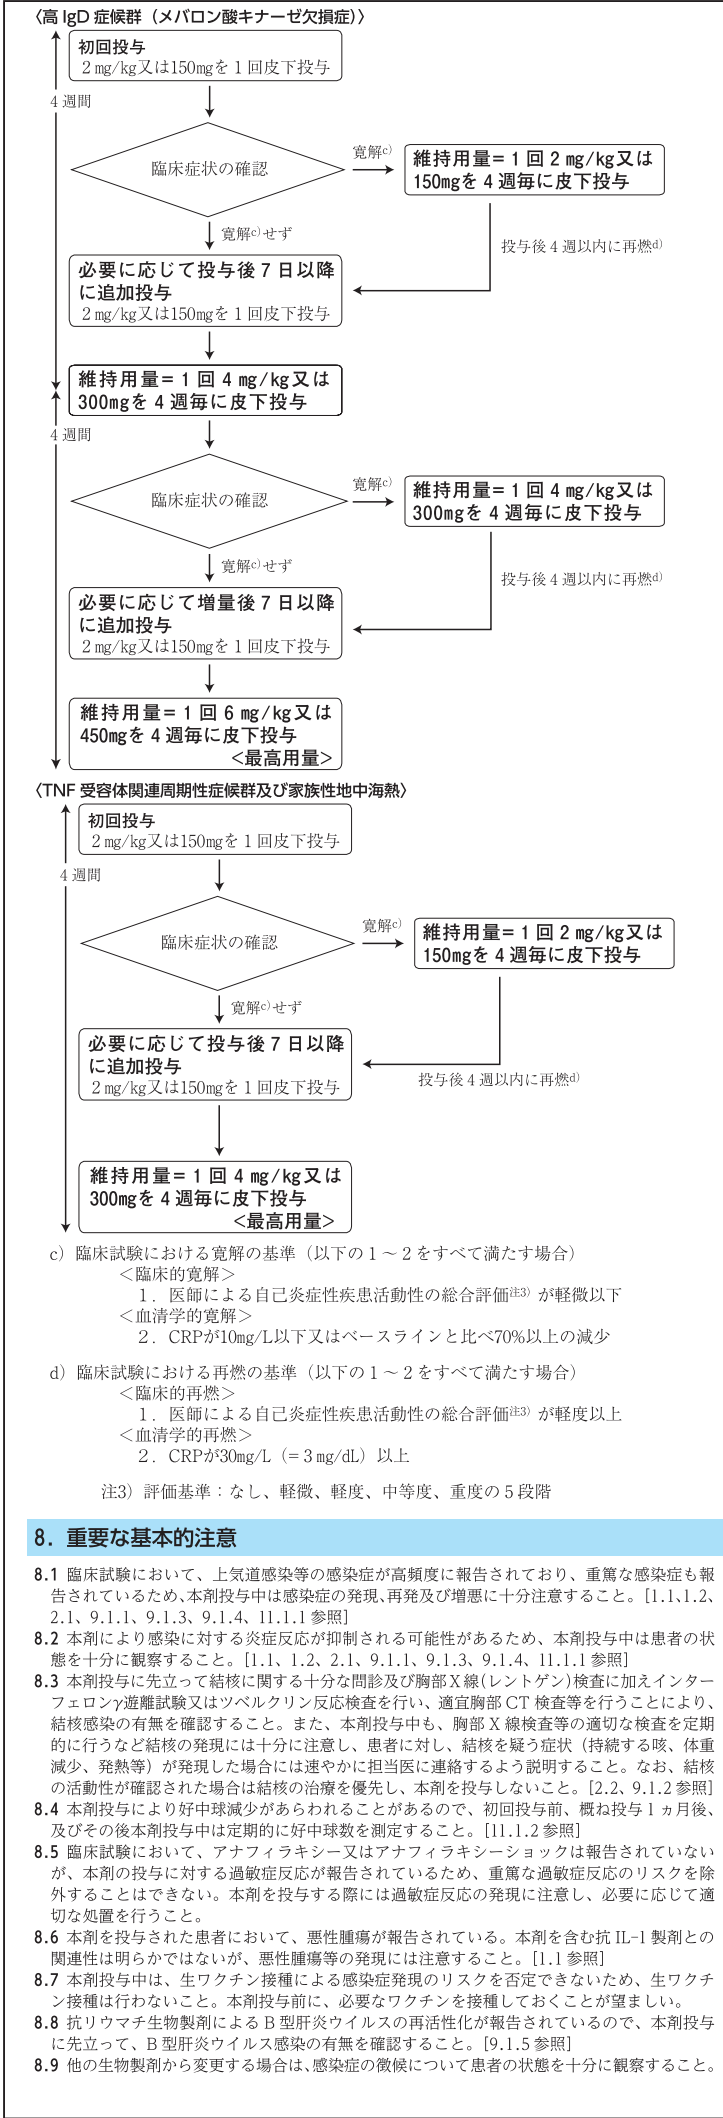 〈高IgD症候群（メバロン酸キナーゼ欠損症）〉
初回投与
2mg/kg又は150mgを1回皮下投与
4週間
臨床症状の確認
寛解c)
維持用量=1回2mg/kg又は
150mgを4週毎に皮下投与
寛解c)せず
投与後4週以内に再燃d)
必要に応じて投与後7日以降
に追加投与
2mg/kg又は150mgを1回皮下投与
維持用量=1回4mg/kg又は
300mgを4週毎に皮下投与
4週間
臨床症状の確認
寛解c)
維持用量=1回4mg/kg又は
300mgを4週毎に皮下投与
寛解c)せず
投与後4週以内に再燃d)
必要に応じて増量後7日以降
に追加投与
2mg/kg又は150mgを1回皮下投与
維持用量=1回6mg/kg又は
450mgを4週毎に皮下投与
<最高用量>
〈TNF受容体関連周期性症候群及び家族性地中海熱〉
初回投与
2mg/kg又は150mgを1回皮下投与
4週間
臨床症状の確認
寛解c)
維持用量=1回2mg/kg又は
150mgを4週毎に皮下投与
寛解c)せず
必要に応じて投与後7日以降
に追加投与
2mg/kg又は150mgを1回皮下投与
投与後4週以内に再燃d)
維持用量=1回4mg/kg又は
300mgを4週毎に皮下投与
<最高用量>
c）臨床試験における寛解の基準（以下の1～2をすべて満たす場合）
＜臨床的寛解＞
1．医師による自己炎症性疾患活動性の総合評価注3）が軽微以下
＜血清学的寛解＞
2．CRPが10mg/L以下又はベースラインと比べ70%以上の減少
d）臨床試験における再燃の基準（以下の1～2をすべて満たす場合）
＜臨床的再燃＞
1．医師による自己炎症性疾患活動性の総合評価注3）が軽度以上
＜血清学的再燃＞
2．CRPが30mg/L（=3mg/dL）以上
注3）評価基準：なし、軽微、軽度、中等度、重度の5段階
8．重要な基本的注意
8.1 臨床試験において、上気道感染等の感染症が高頻度に報告されており、重篤な感染症も報
告されているため、本剤投与中は感染症の発現、再発及び増悪に十分注意すること。[1.1、1.2、
2.1、9.1.1、9.1.3、9.1.4、11.1.1参照]
8.2 本剤により感染に対する炎症反応が抑制される可能性があるため、本剤投与中は患者の状
態を十分に観察すること。[1.1、1.2、2.1、9.1.1、9.1.3、9.1.4、11.1.1参照]
8.3 本剤投与に先立って結核に関する十分な問診及び胸部X線（レントゲン）検査に加えインター
フェロンγ遊離試験又はツベルクリン反応検査を行い、適宜胸部CT検査等を行うことにより、
結核感染の有無を確認すること。また、本剤投与中も、胸部X線検査等の適切な検査を定期
的に行うなど結核の発現には十分に注意し、患者に対し、結核を疑う症状（持続する咳、体重
減少、発熱等）が発現した場合には速やかに担当医に連絡するよう説明すること。なお、結核
の活動性が確認された場合は結核の治療を優先し、本剤を投与しないこと。[2.2、9.1.2参照]
8.4 本剤投与により好中球減少があらわれることがあるので、初回投与前、概ね投与1ヵ月後、
及びその後本剤投与中は定期的に好中球数を測定すること。[11.1.2参照]
8.5 臨床試験において、アナフィラキシー又はアナフィラキシーショックは報告されていない
が、本剤の投与に対する過敏症反応が報告されているため、重篤な過敏症反応のリスクを除
外することはできない。本剤を投与する際には過敏症反応の発現に注意し、必要に応じて適
切な処置を行うこと。
8.6 本剤を投与された患者において、悪性腫瘍が報告されている。本剤を含む抗IL-1製剤との
関連性は明らかではないが、悪性腫瘍等の発現には注意すること。[1.1参照]
8.7 本剤投与中は、生ワクチン接種による感染症発現のリスクを否定できないため、生ワクチ
ン接種は行わないこと。本剤投与前に、必要なワクチンを接種しておくことが望ましい。
8.8 抗リウマチ生物製剤によるB型肝炎ウイルスの再活性化が報告されているので、本剤投与
に先立って、B型肝炎ウイルス感染の有無を確認すること。[9.1.5参照]
8.9 他の生物製剤から変更する場合は、感染症の徴候について患者の状態を十分に観察すること。